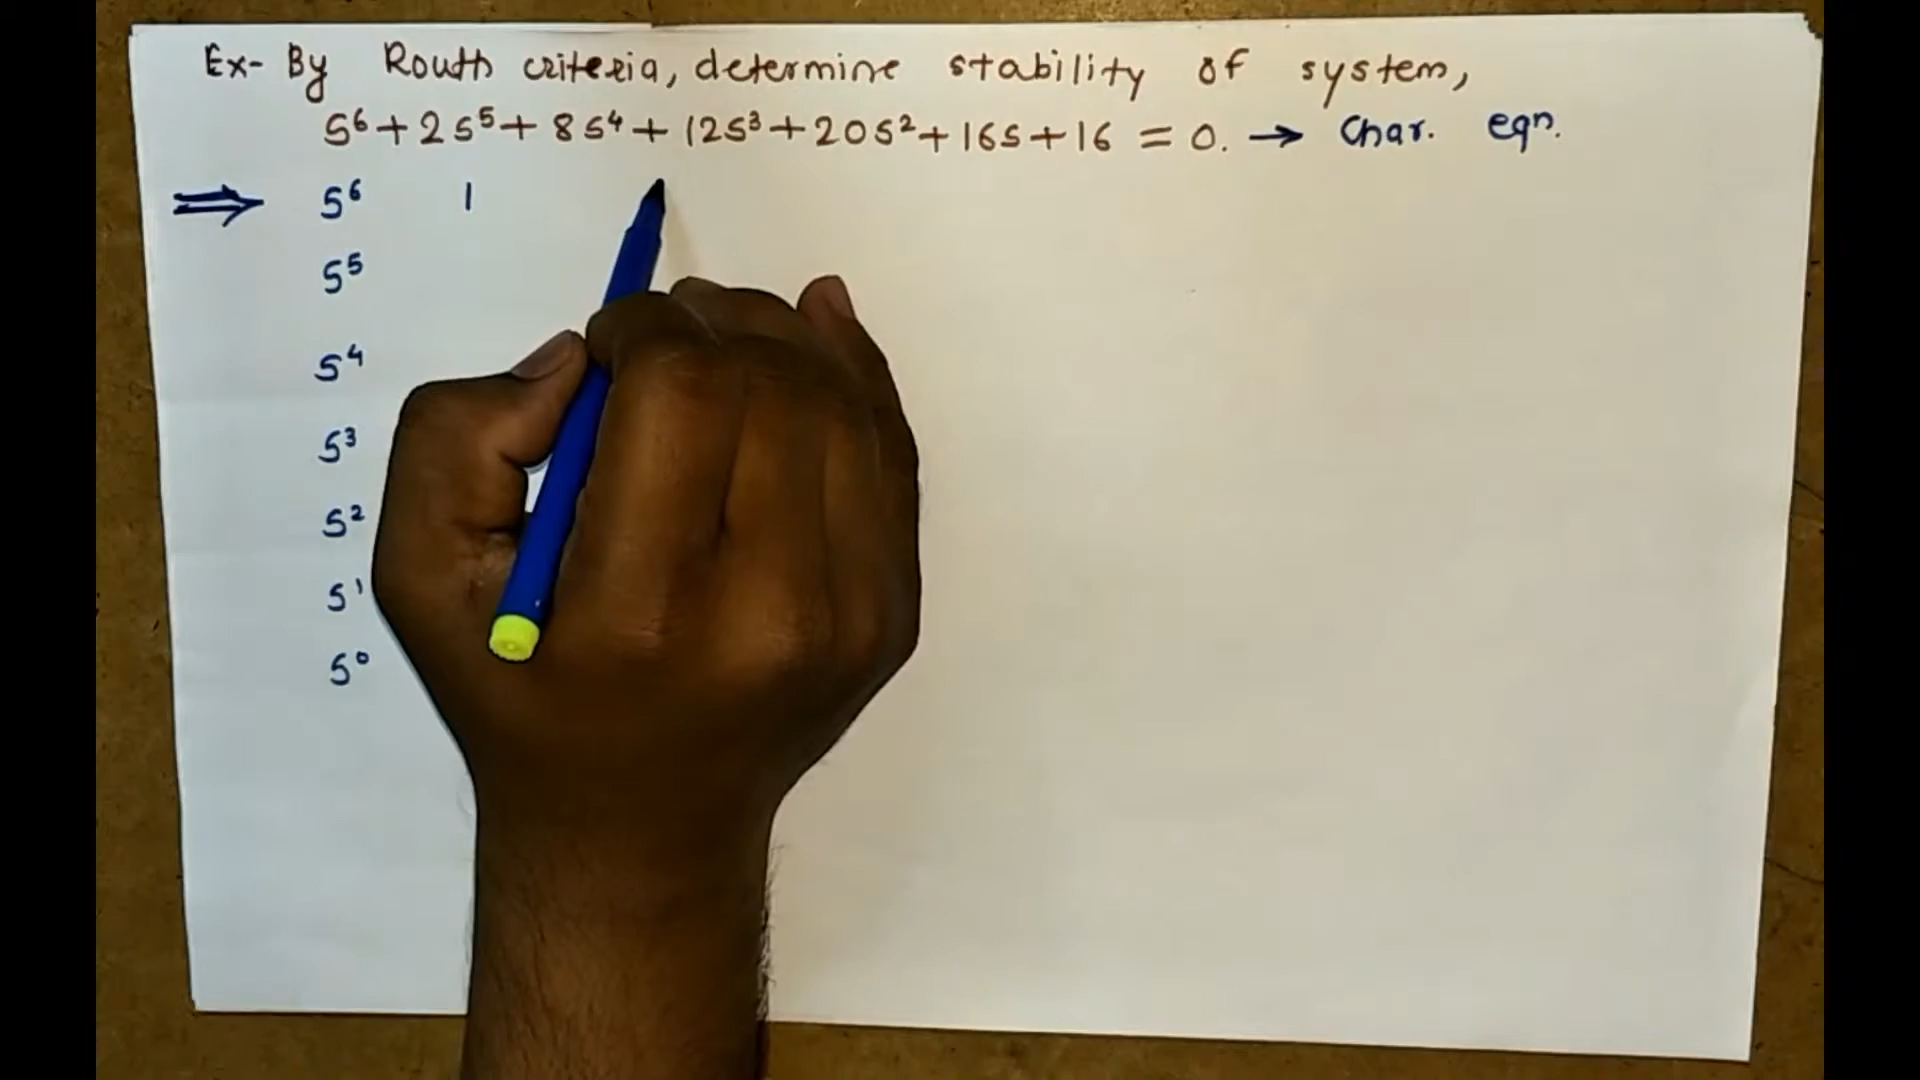 Ex- By Routh criteria, determine stability of system,
S⁶ + 2S⁵ + 8S⁴ + 12S³ + 20S² + 16S + 16 = 0. → Char. eqn.
⇒ S⁶ 1
S⁵
S⁴
S³
S²
S¹
S⁰